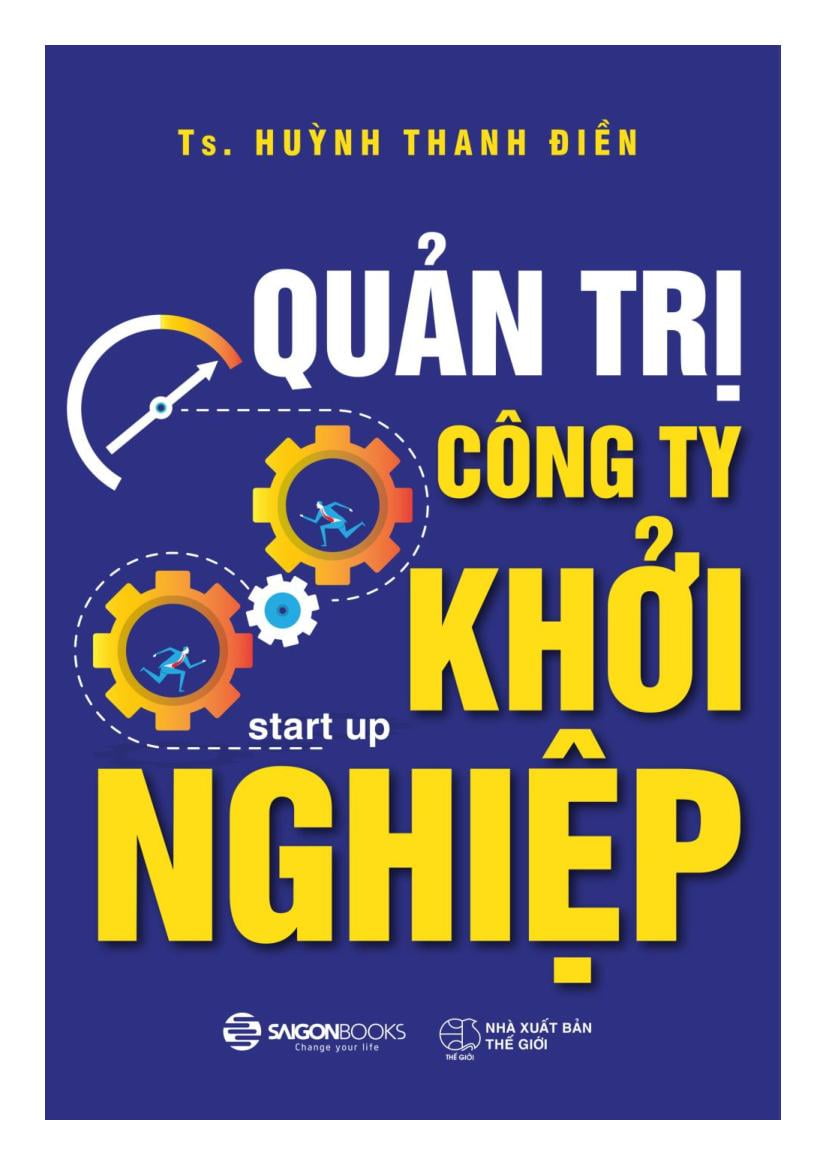 Ts. HUỲNH THANH ĐIỀN
QUẢN TRỊ
CÔNG TY
KHỞI
start up
NGHIỆP
SAIGONBOOKS
Change your life
NHÀ XUẤT BẢN
THẾ GIỚI
THẾ GIỚI